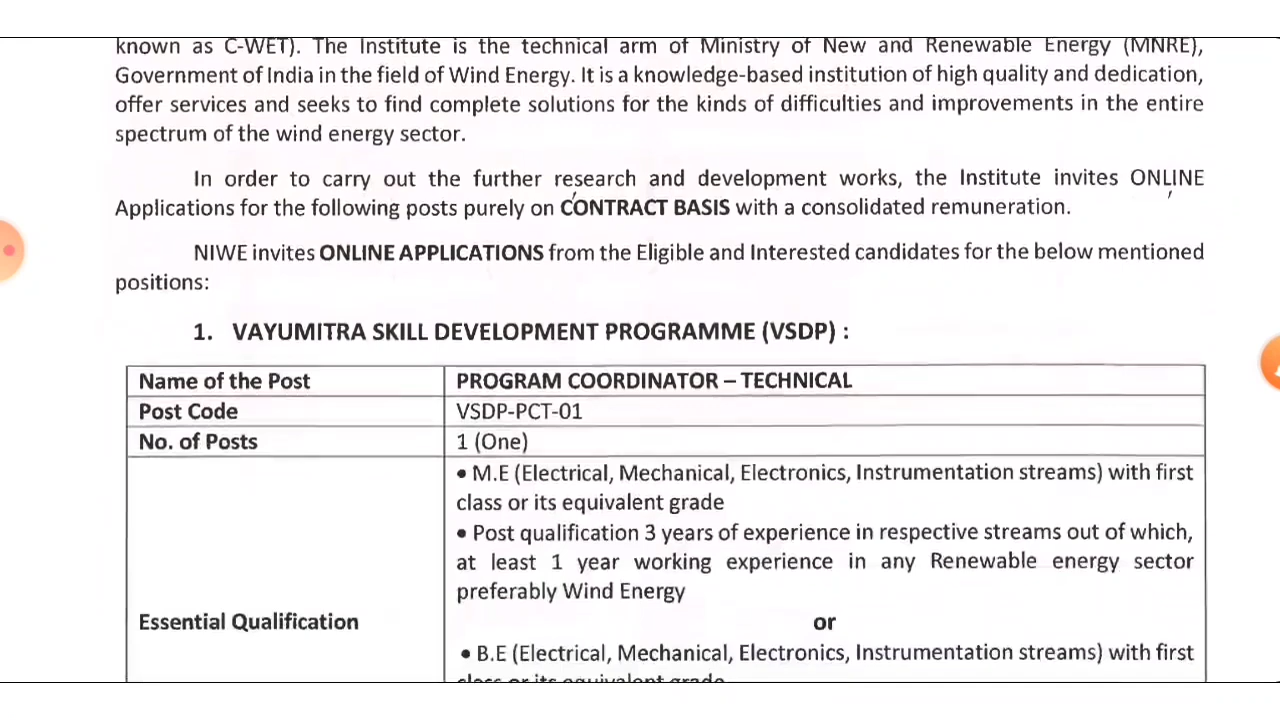 known as C-WET). The Institute is the technical arm of Ministry of New and Renewable Energy (MNRE),
Government of India in the field of Wind Energy. It is a knowledge-based institution of high quality and dedication,
offer services and seeks to find complete solutions for the kinds of difficulties and improvements in the entire
spectrum of the wind energy sector.
In order to carry out the further research and development works, the Institute invites ONLINE
Applications for the following posts purely on CONTRACT BASIS with a consolidated remuneration.
NIWE invites ONLINE APPLICATIONS from the Eligible and Interested candidates for the below mentioned
positions:
1. VAYUMITRA SKILL DEVELOPMENT PROGRAMME (VSDP) :
Name of the Post PROGRAM COORDINATOR – TECHNICAL
Post Code VSDP-PCT-01
No. of Posts 1 (One)
• M.E (Electrical, Mechanical, Electronics, Instrumentation streams) with first
class or its equivalent grade
• Post qualification 3 years of experience in respective streams out of which,
at least 1 year working experience in any Renewable energy sector
preferably Wind Energy
Essential Qualification or
• B.E (Electrical, Mechanical, Electronics, Instrumentation streams) with first
class or its equivalent grade